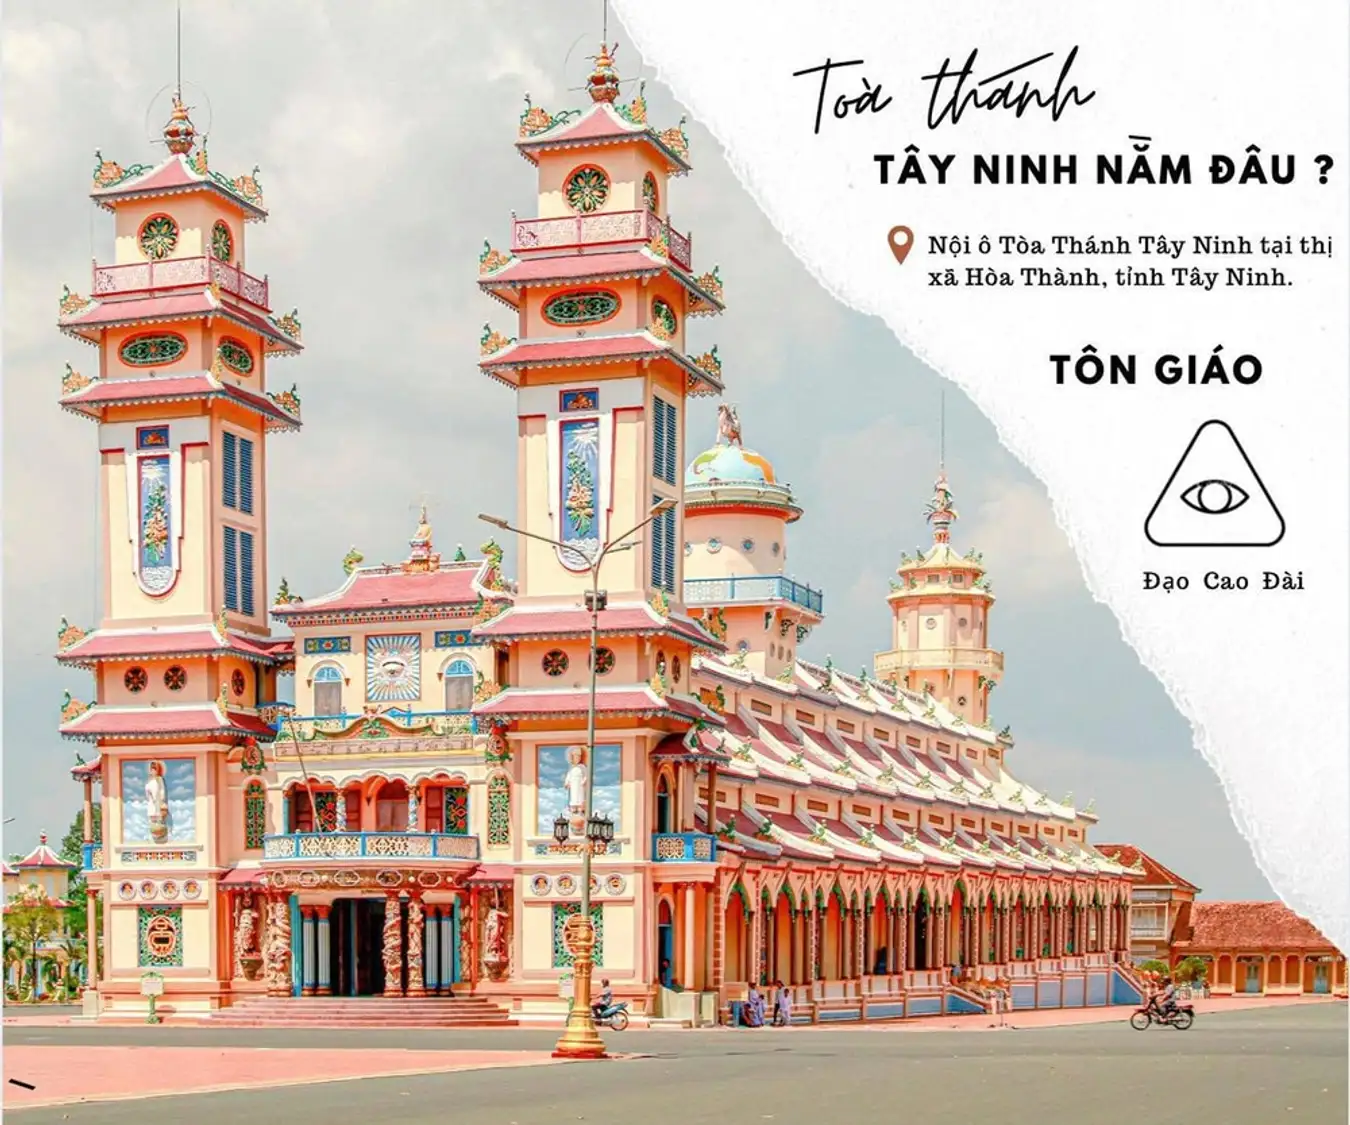 Toà thánh
TÂY NINH NẰM ĐÂU ?
Nội ô Tòa Thánh Tây Ninh tại thị
xã Hòa Thành, tỉnh Tây Ninh.
TÔN GIÁO
Đạo Cao Đài